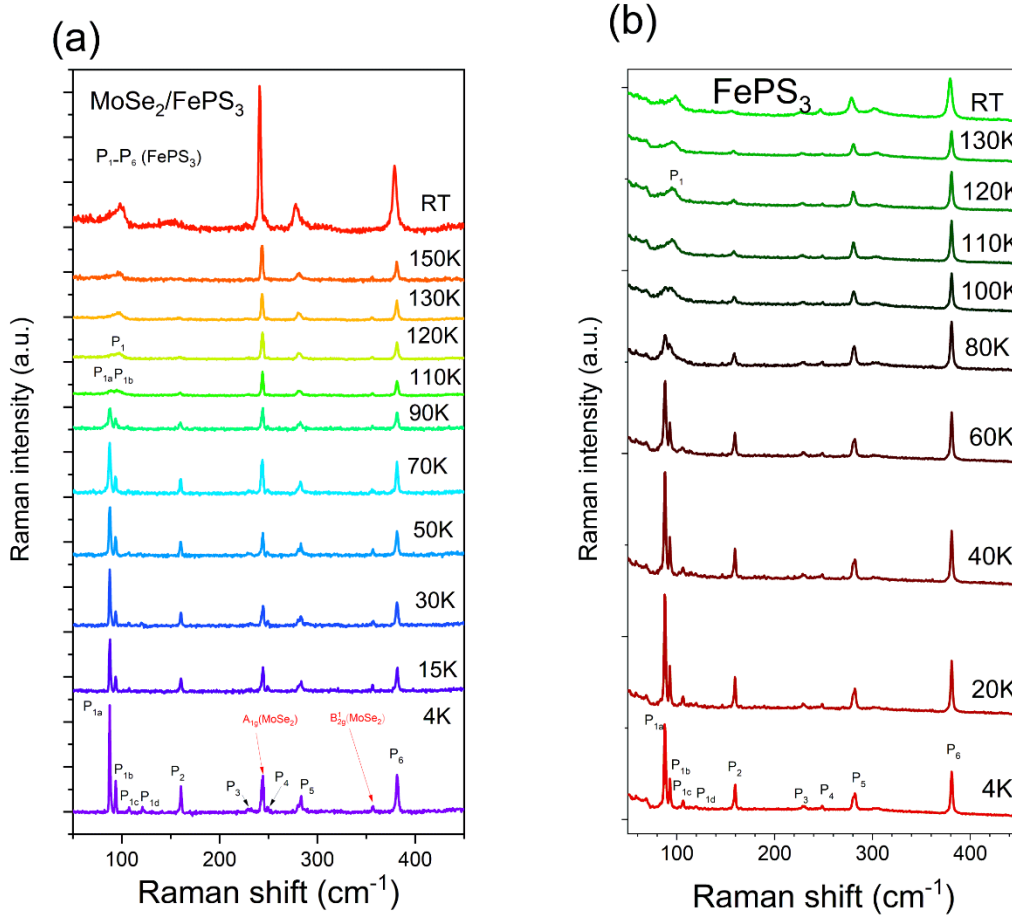 (a)
MoSe₂/FePS₃
P₁-P₆ (FePS₃)
RT
150K
130K
120K
P₁
110K
P₁ₐP₁b
90K
70K
50K
30K
15K
4K
P₁ₐ
P₁b
P₁c
P₁d
P₂
P₃
A₁g(MoSe₂)
P₄
P₅
B¹₂g(MoSe₂)
P₆
100 200 300 400
Raman shift (cm⁻¹)
Raman intensity (a.u.)
(b)
FePS₃
RT
130K
120K
P₁
110K
100K
80K
60K
40K
20K
4K
P₁ₐ
P₁b
P₁c
P₁d
P₂
P₃
P₄
P₅
P₆
100 200 300 400
Raman shift (cm⁻¹)
Raman intensity (a.u.)